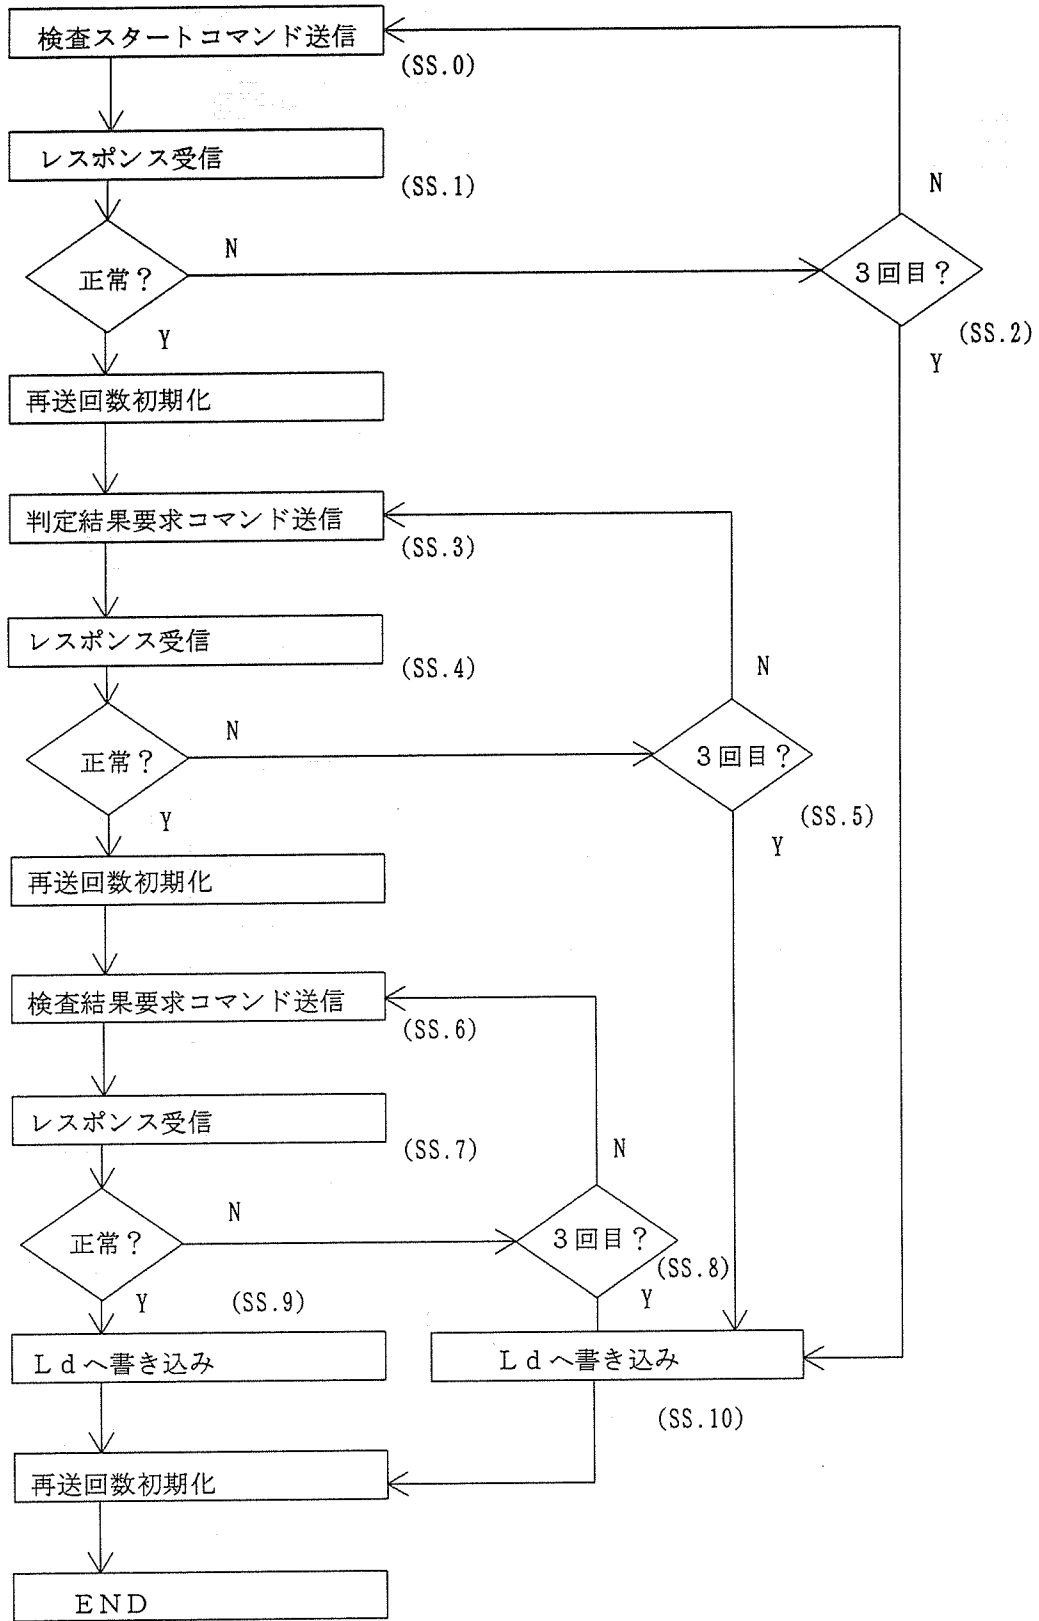 検査スタートコマンド送信
(SS.0)
レスポンス受信
(SS.1)
N
N
正常？
3回目？
(SS.2)
Y
Y
再送回数初期化
判定結果要求コマンド送信
(SS.3)
レスポンス受信
(SS.4)
N
N
正常？
3回目？
(SS.5)
Y
Y
再送回数初期化
検査結果要求コマンド送信
(SS.6)
レスポンス受信
(SS.7)
N
N
正常？
3回目？
(SS.8)
Y
(SS.9)
Y
Ｌｄへ書き込み
Ｌｄへ書き込み
(SS.10)
再送回数初期化
ＥＮＤ